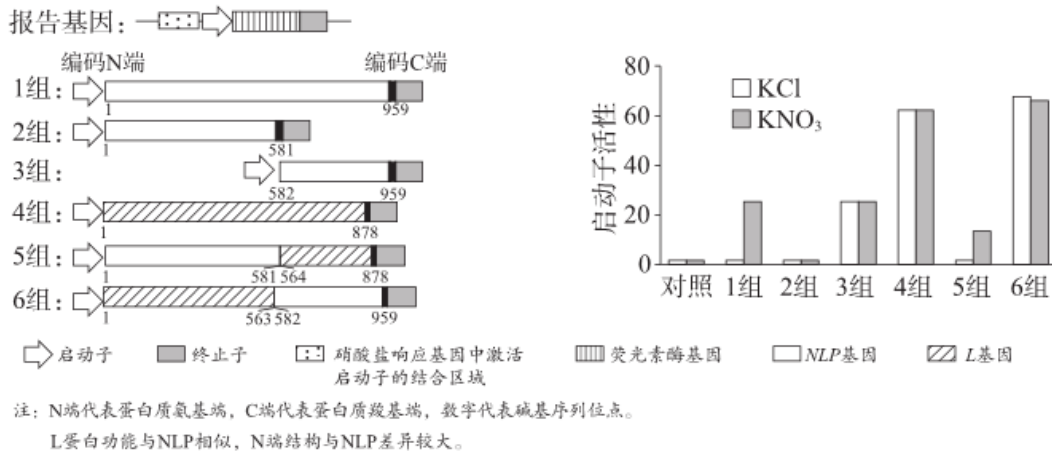 报告基因：
编码N端 编码C端
1组：
1 959
2组：
1 581
3组：
582 959
4组：
1 878
5组：
1 581 564 878
6组：
1 563 582 959
启动子活性
80
60
40
20
0
KCl
KNO₃
对照 1组 2组 3组 4组 5组 6组
启动子 终止子 硝酸盐响应基因中激活 荧光素酶基因 NLP基因 L基因
启动子的结合区域
注：N端代表蛋白质氨基端，C端代表蛋白质羧基端，数字代表碱基序列位点。
L蛋白功能与NLP相似，N端结构与NLP差异较大。